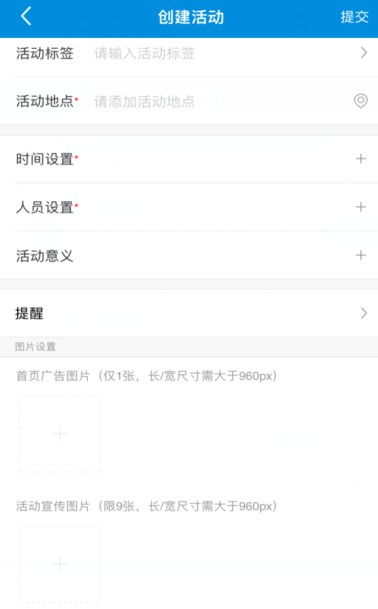 创建活动 提交
活动标签 请输入活动标签
活动地点* 请添加活动地点
时间设置*
人员设置*
活动意义
提醒
图片设置
首页广告图片（仅1张，长/宽尺寸需大于960px）
活动宣传图片（限9张，长/宽尺寸需大于960px）